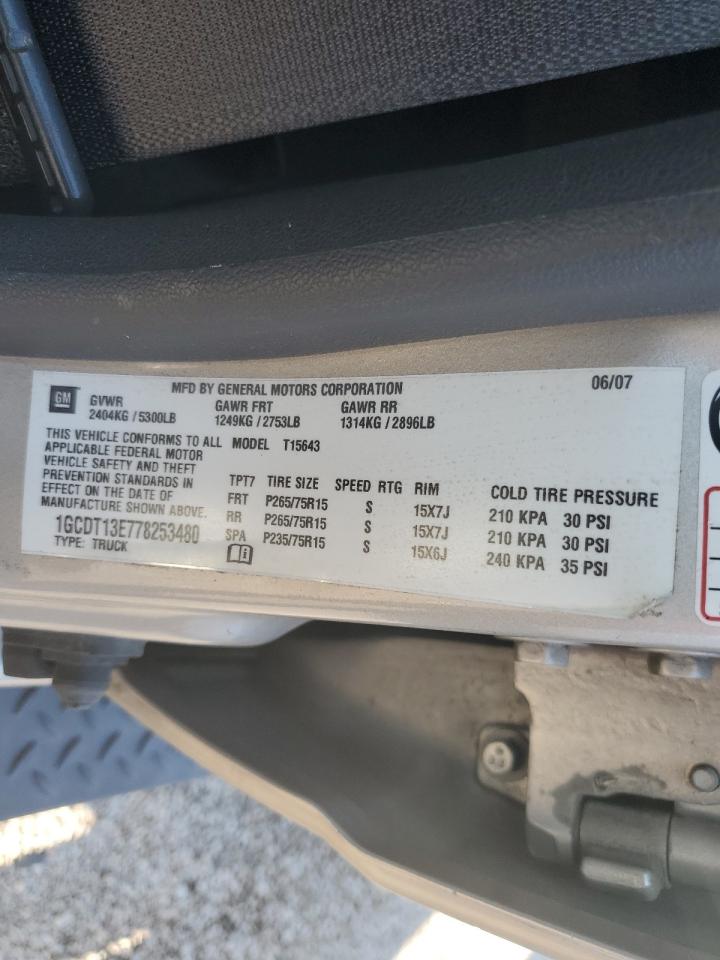 GM
MFD BY GENERAL MOTORS CORPORATION 06/07
GVWR GAWR FRT GAWR RR
2404KG / 5300LB 1249KG / 2753LB 1314KG / 2896LB
THIS VEHICLE CONFORMS TO ALL
APPLICABLE FEDERAL MOTOR
VEHICLE SAFETY AND THEFT
PREVENTION STANDARDS IN
EFFECT ON THE DATE OF
MANUFACTURE SHOWN ABOVE.
1GCDT13E778253480
TYPE: TRUCK
MODEL T15643
TPT7 TIRE SIZE SPEED RTG RIM COLD TIRE PRESSURE
FRT P265/75R15 S 15X7J 210 KPA 30 PSI
RR P265/75R15 S 15X7J 210 KPA 30 PSI
SPA P235/75R15 S 15X6J 240 KPA 35 PSI